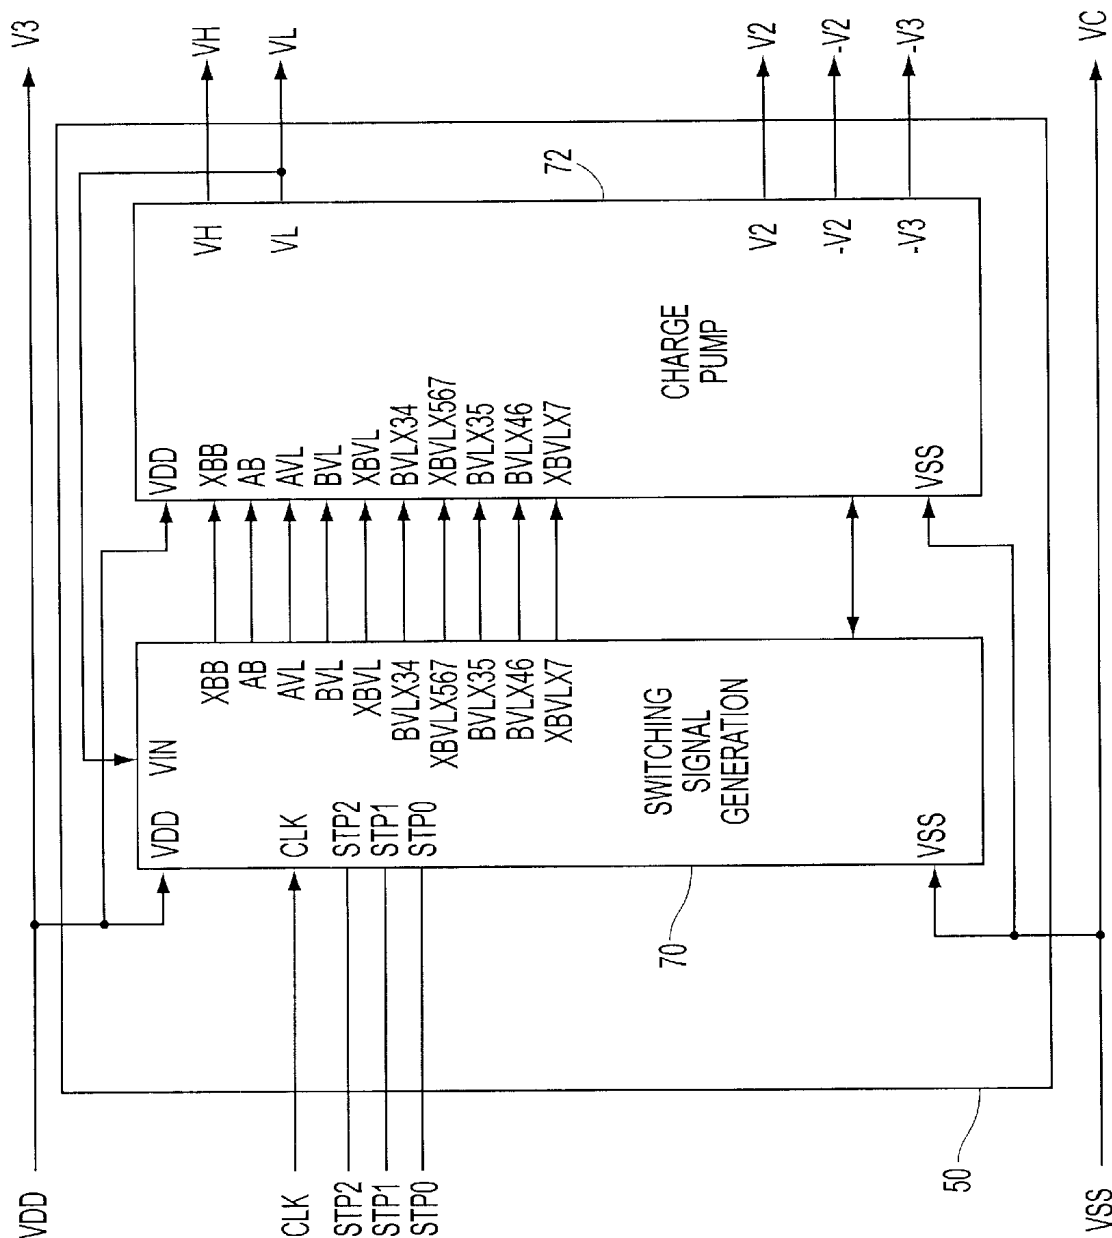 VDD
V3
CLK
STP2
STP1
STP0
VSS
VC
50
VIN
VDD
CLK
STP2
STP1
STP0
VSS
XBB
AB
AVL
BVL
XBVL
BVLX34
XBVLX567
BVLX35
BVLX46
XBVLX7
SWITCHING
SIGNAL
GENERATION
70
VDD
XBB
AB
AVL
BVL
XBVL
BVLX34
XBVLX567
BVLX35
BVLX46
XBVLX7
VSS
CHARGE
PUMP
72
VH
VL
V2
-V2
-V3
VH
VL
V2
-V2
-V3